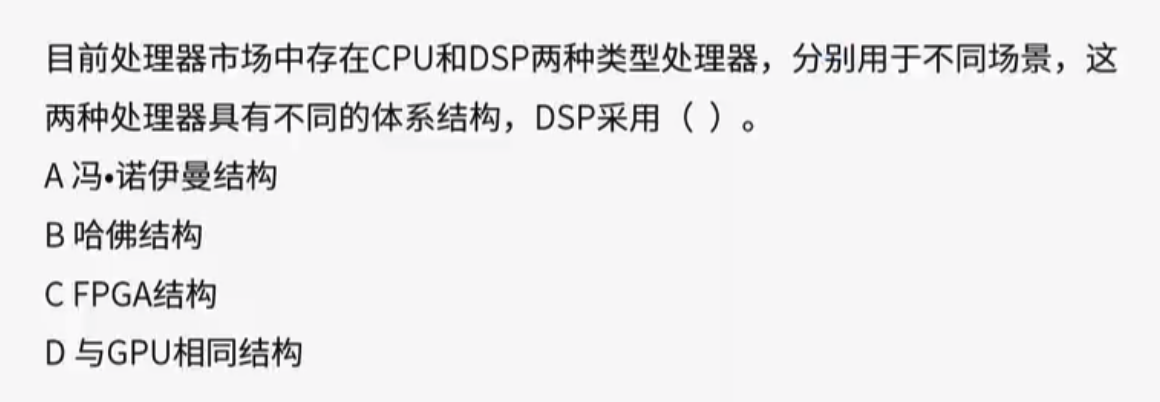 目前处理器市场中存在CPU和DSP两种类型处理器，分别用于不同场景，这
两种处理器具有不同的体系结构，DSP采用（ ）。
A 冯•诺伊曼结构
B 哈佛结构
C FPGA结构
D 与GPU相同结构